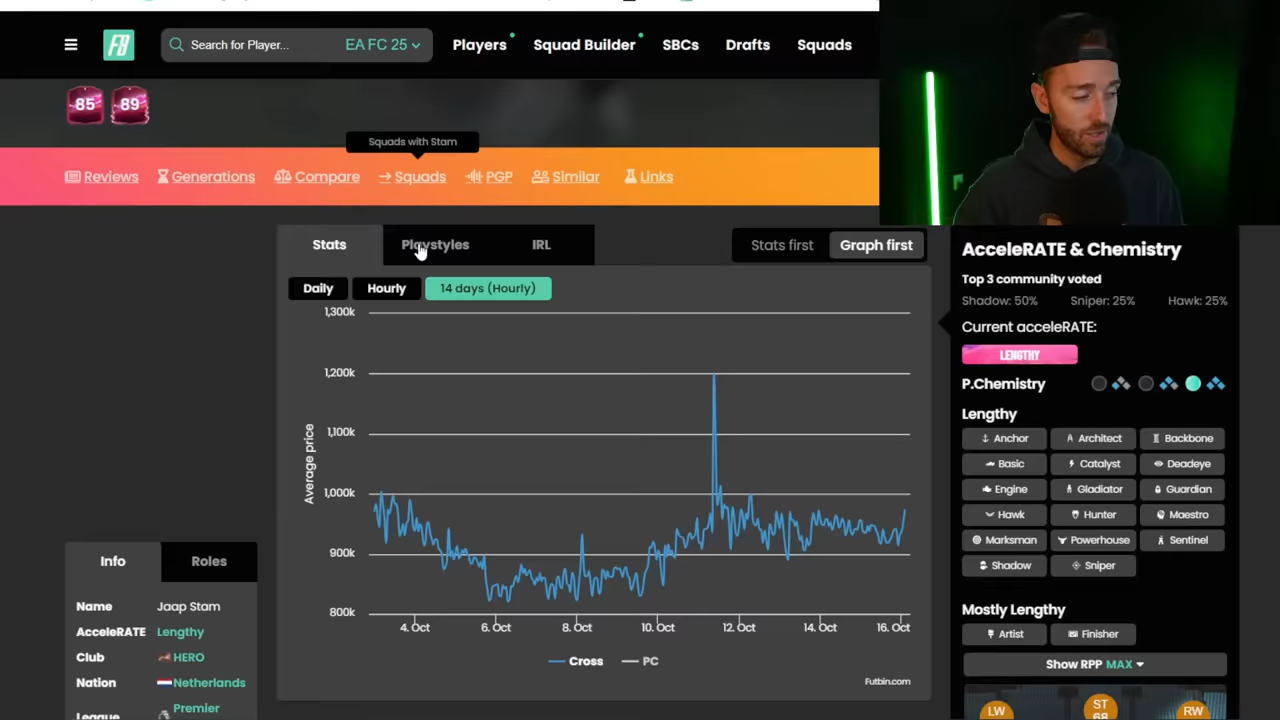 FB
Search for Player...
EA FC 25
Players
Squad Builder
SBCs
Drafts
Squads
85
89
Squads with Stam
Reviews
Generations
Compare
Squads
PGP
Similar
Links
Stats
Playstyles
IRL
Stats first
Graph first
Daily
Hourly
14 days (Hourly)
Average price
1,300k
1,200k
1,100k
1,000k
900k
800k
4. Oct
6. Oct
8. Oct
10. Oct
12. Oct
14. Oct
16. Oct
Cross
PC
Futbin.com
Info
Roles
Name
Jaap Stam
AcceleRATE
Lengthy
Club
HERO
Nation
Netherlands
League
Premier
AcceleRATE & Chemistry
Top 3 community voted
Shadow: 50%
Sniper: 25%
Hawk: 25%
Current acceleRATE:
LENGTHY
P.Chemistry
Lengthy
Anchor
Architect
Backbone
Basic
Catalyst
Deadeye
Engine
Gladiator
Guardian
Hawk
Hunter
Maestro
Marksman
Powerhouse
Sentinel
Shadow
Sniper
Mostly Lengthy
Artist
Finisher
Show RPP MAX
LW
ST
68
RW